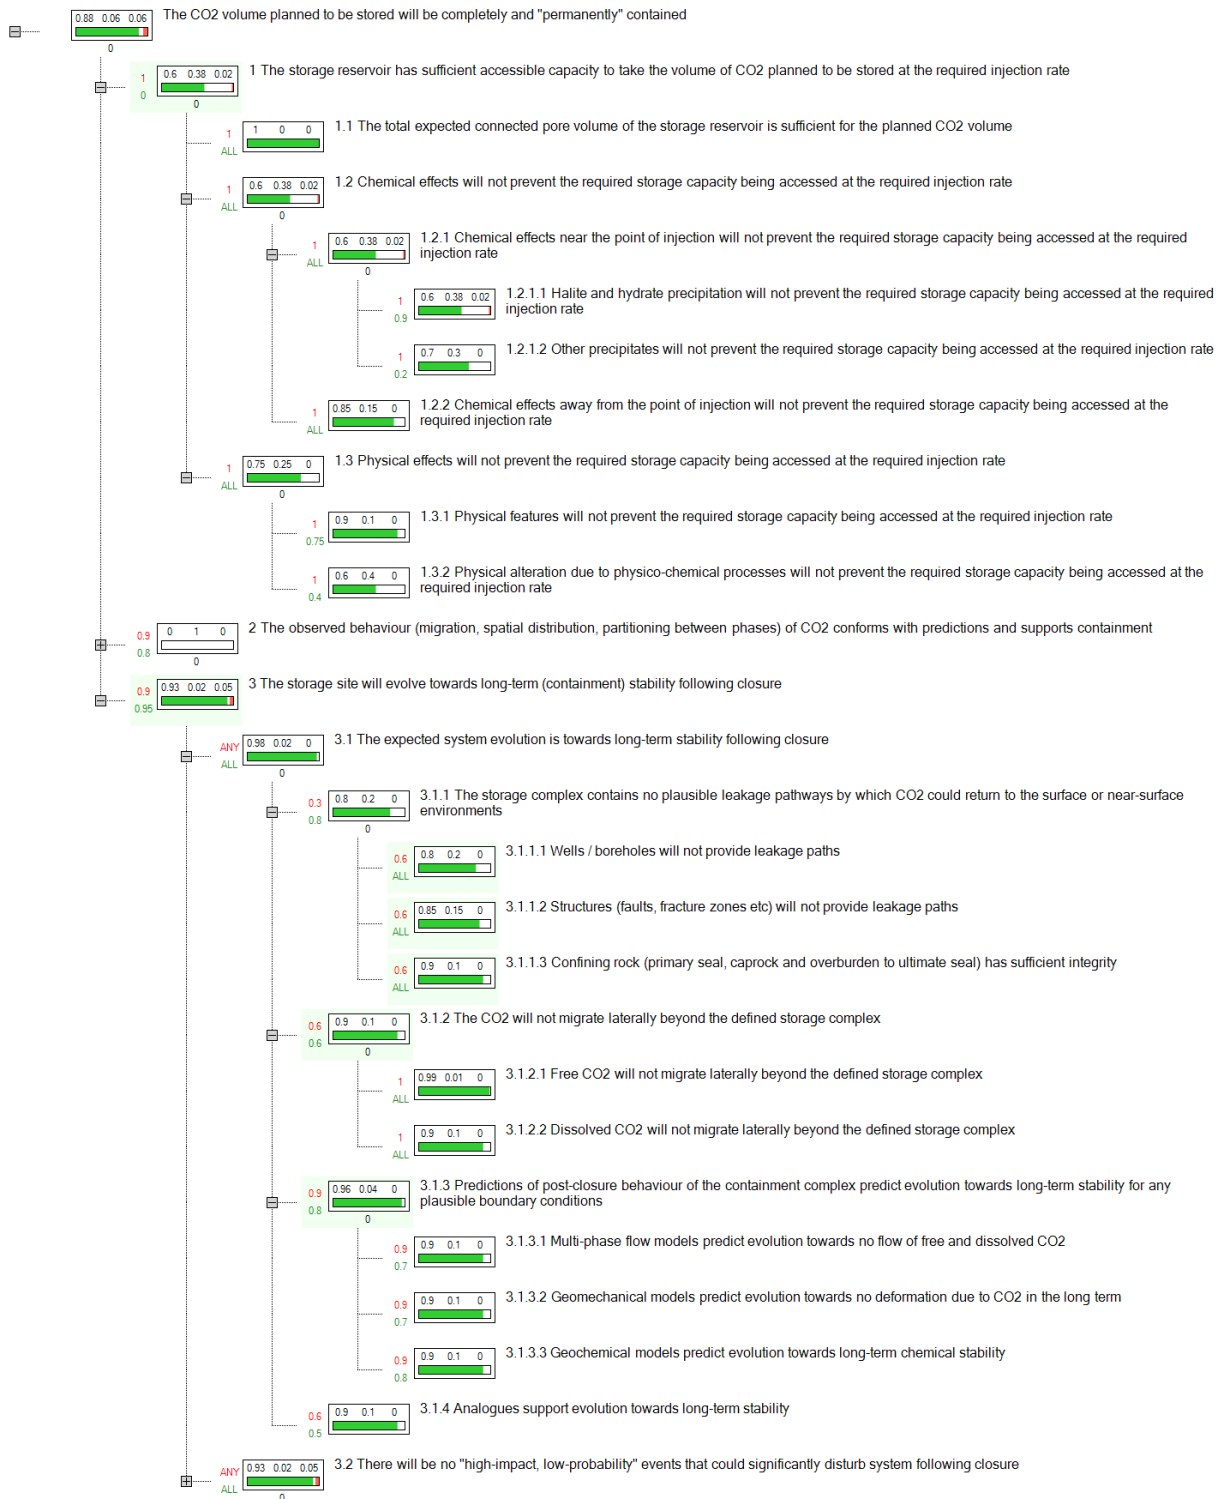 0.88 0.06 0.06 The CO2 volume planned to be stored will be completely and "permanently" contained
0
1 0.6 0.38 0.02 1 The storage reservoir has sufficient accessible capacity to take the volume of CO2 planned to be stored at the required injection rate
0
0
1 1 0 0 1.1 The total expected connected pore volume of the storage reservoir is sufficient for the planned CO2 volume
ALL
1 0.6 0.38 0.02 1.2 Chemical effects will not prevent the required storage capacity being accessed at the required injection rate
ALL
0
1 0.6 0.38 0.02 1.2.1 Chemical effects near the point of injection will not prevent the required storage capacity being accessed at the required
injection rate
ALL
0
1 0.6 0.38 0.02 1.2.1.1 Halite and hydrate precipitation will not prevent the required storage capacity being accessed at the required
injection rate
0.9
1 0.7 0.3 0 1.2.1.2 Other precipitates will not prevent the required storage capacity being accessed at the required injection rate
0.2
1 0.85 0.15 0 1.2.2 Chemical effects away from the point of injection will not prevent the required storage capacity being accessed at the
required injection rate
ALL
1 0.75 0.25 0 1.3 Physical effects will not prevent the required storage capacity being accessed at the required injection rate
ALL
0
1 0.9 0.1 0 1.3.1 Physical features will not prevent the required storage capacity being accessed at the required injection rate
0.75
1 0.6 0.4 0 1.3.2 Physical alteration due to physico-chemical processes will not prevent the required storage capacity being accessed at the
required injection rate
0.4
0.9 0 1 0 2 The observed behaviour (migration, spatial distribution, partitioning between phases) of CO2 conforms with predictions and supports containment
0.8
0
0.9 0.93 0.02 0.05 3 The storage site will evolve towards long-term (containment) stability following closure
0.95
ANY 0.98 0.02 0 3.1 The expected system evolution is towards long-term stability following closure
ALL
0
0.3 0.8 0.2 0 3.1.1 The storage complex contains no plausible leakage pathways by which CO2 could return to the surface or near-surface
environments
0.8
0
0.6 0.8 0.2 0 3.1.1.1 Wells / boreholes will not provide leakage paths
ALL
0.6 0.85 0.15 0 3.1.1.2 Structures (faults, fracture zones etc) will not provide leakage paths
ALL
0.6 0.9 0.1 0 3.1.1.3 Confining rock (primary seal, caprock and overburden to ultimate seal) has sufficient integrity
ALL
0.6 0.9 0.1 0 3.1.2 The CO2 will not migrate laterally beyond the defined storage complex
0.6
0
1 0.99 0.01 0 3.1.2.1 Free CO2 will not migrate laterally beyond the defined storage complex
ALL
1 0.9 0.1 0 3.1.2.2 Dissolved CO2 will not migrate laterally beyond the defined storage complex
ALL
0.9 0.96 0.04 0 3.1.3 Predictions of post-closure behaviour of the containment complex predict evolution towards long-term stability for any
plausible boundary conditions
0.8
0
0.9 0.9 0.1 0 3.1.3.1 Multi-phase flow models predict evolution towards no flow of free and dissolved CO2
0.7
0.9 0.9 0.1 0 3.1.3.2 Geomechanical models predict evolution towards no deformation due to CO2 in the long term
0.7
0.9 0.9 0.1 0 3.1.3.3 Geochemical models predict evolution towards long-term chemical stability
0.8
0.6 0.9 0.1 0 3.1.4 Analogues support evolution towards long-term stability
0.5
ANY 0.93 0.02 0.05 3.2 There will be no "high-impact, low-probability" events that could significantly disturb system following closure
ALL
0